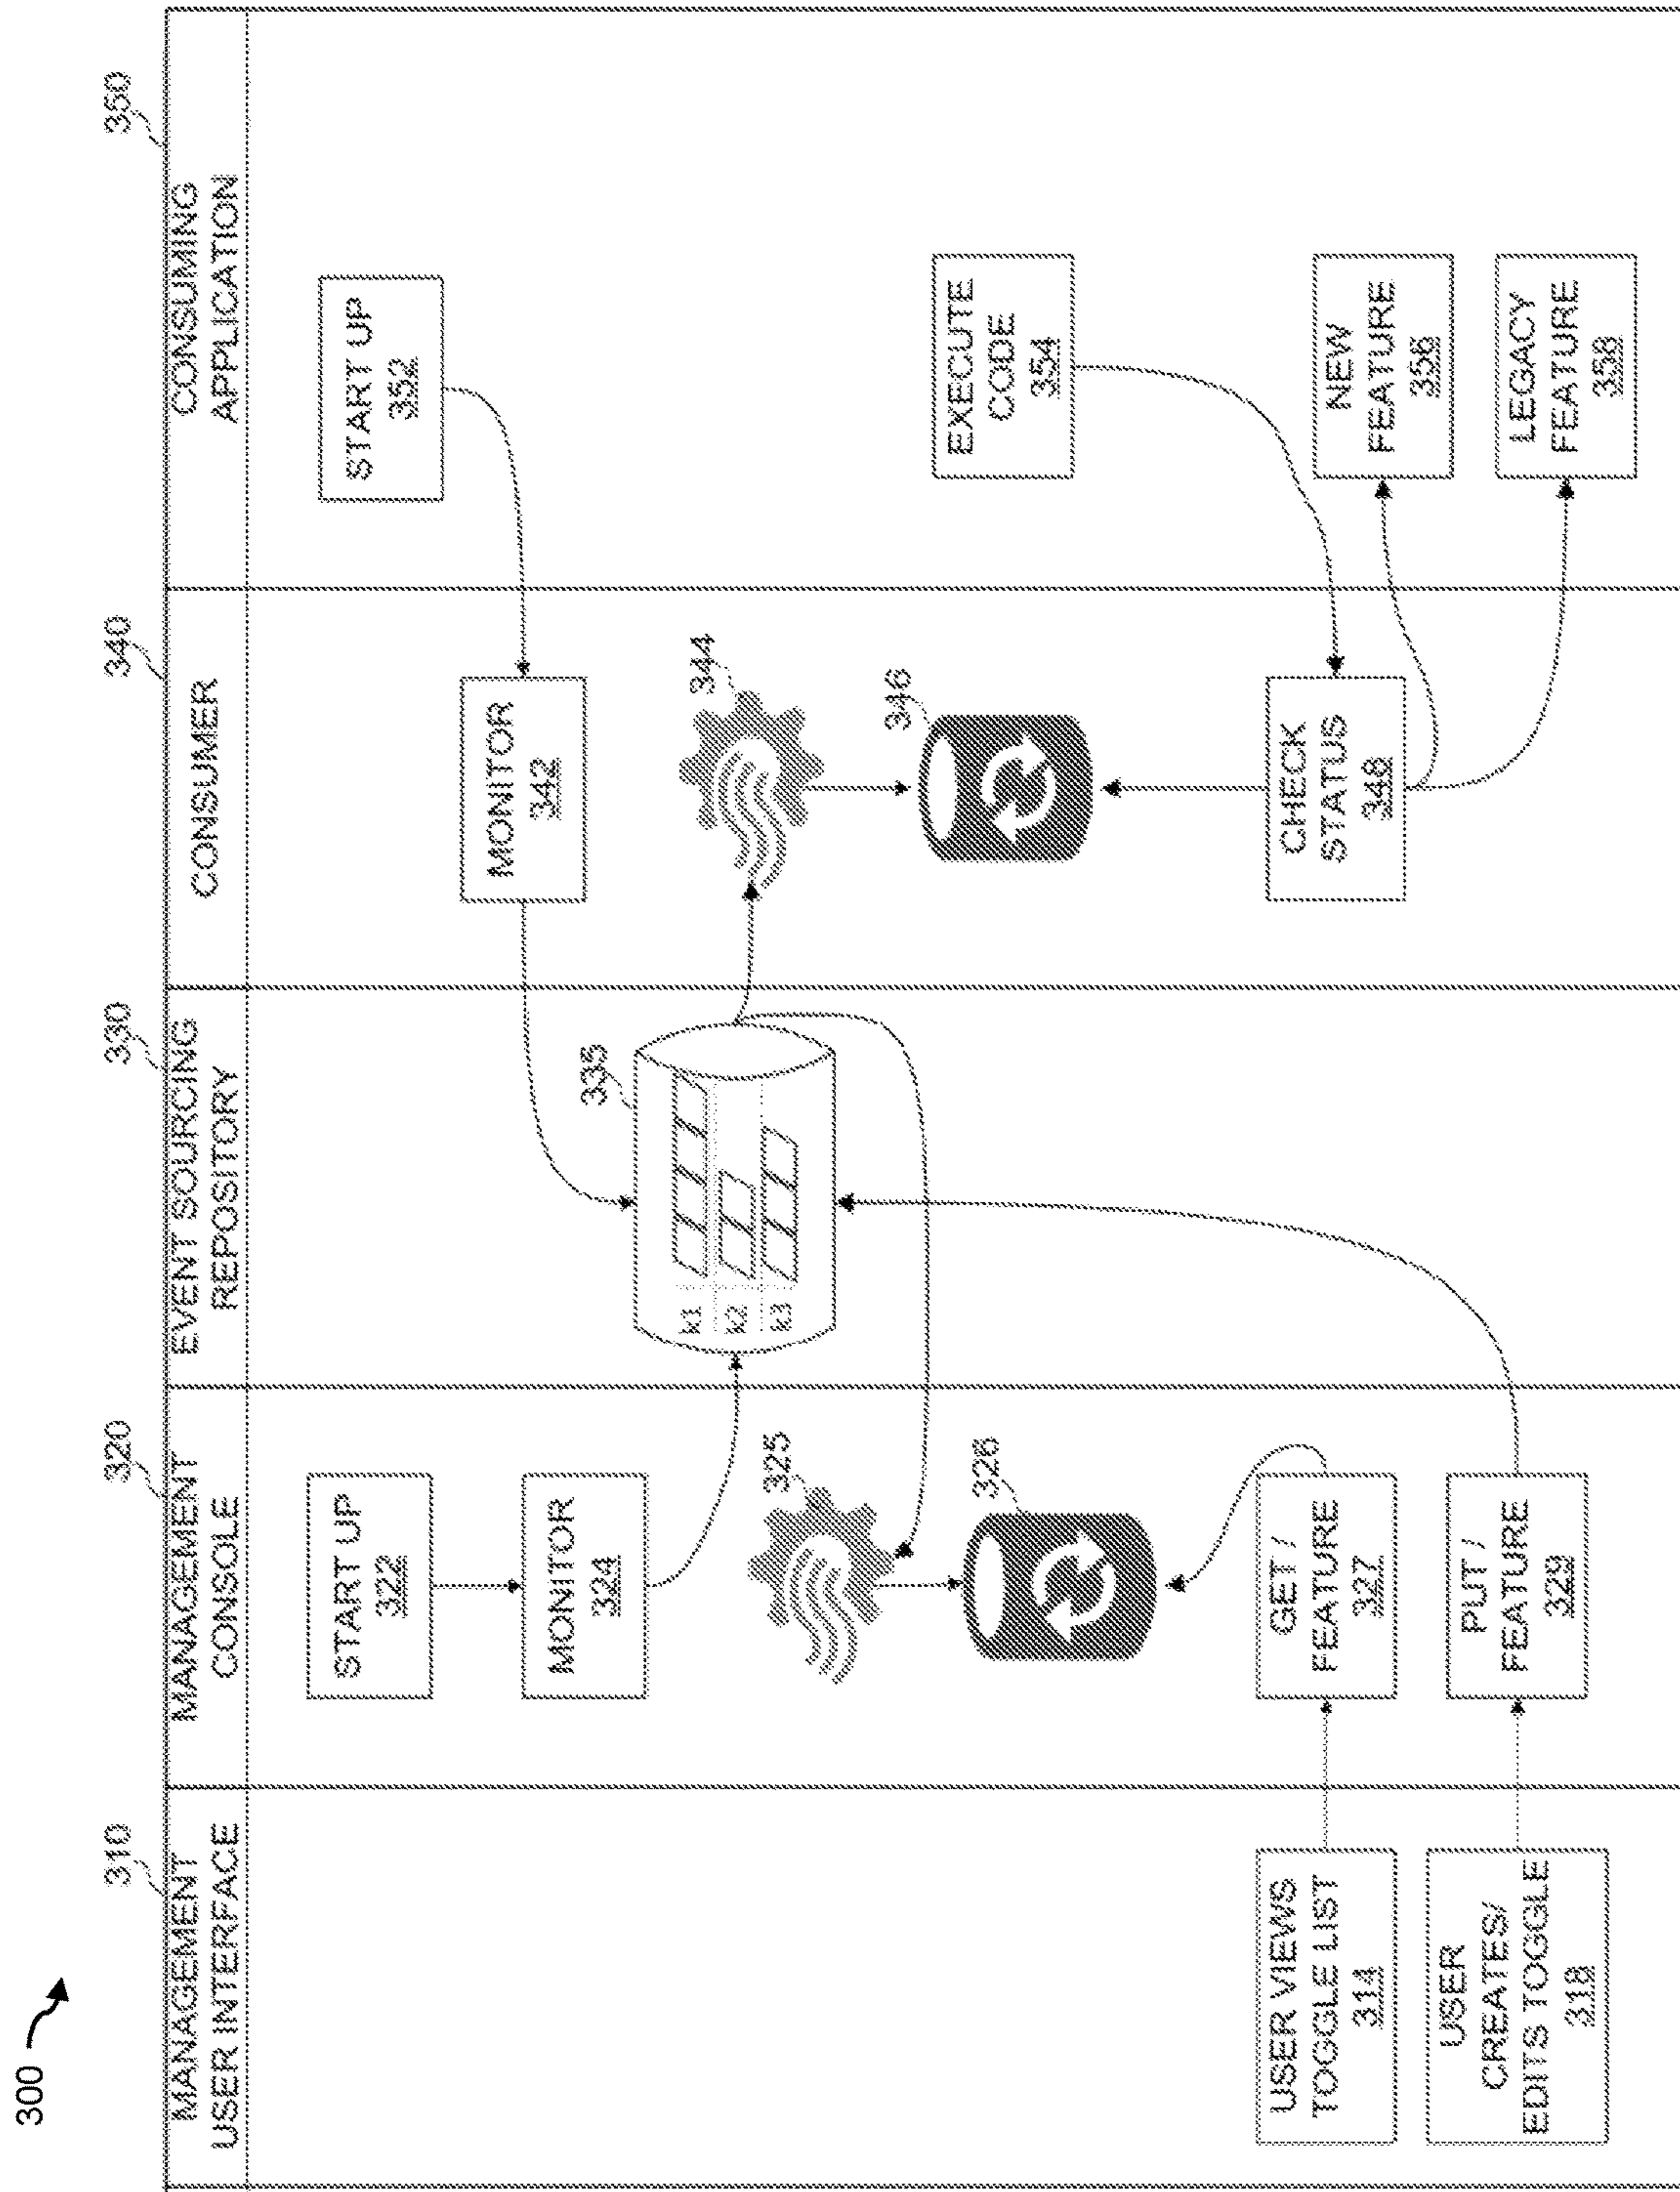 300
310
MANAGEMENT
USER INTERFACE
320
MANAGEMENT
CONSOLE
330
EVENT SOURCING
REPOSITORY
340
CONSUMER
350
CONSUMING
APPLICATION
START UP
322
START UP
352
MONITOR
324
MONITOR
342
335
k1
k2
k3
325
344
326
346
EXECUTE
CODE
354
USER VIEWS
TOGGLE LIST
314
GET /
FEATURE
327
CHECK
STATUS
348
NEW
FEATURE
356
USER
CREATES/
EDITS TOGGLE
318
PUT /
FEATURE
329
LEGACY
FEATURE
358